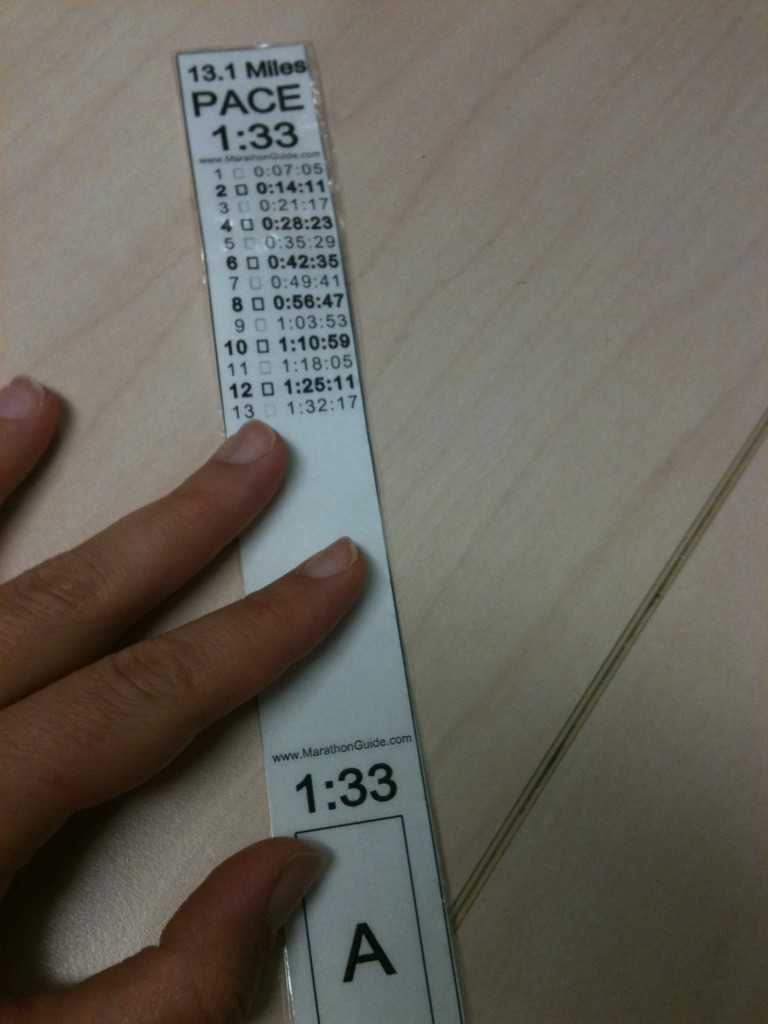 13.1 Miles
PACE
1:33
www.MarathonGuide.com
1 □ 0:07:05
2 □ 0:14:11
3 □ 0:21:17
4 □ 0:28:23
5 □ 0:35:29
6 □ 0:42:35
7 □ 0:49:41
8 □ 0:56:47
9 □ 1:03:53
10 □ 1:10:59
11 □ 1:18:05
12 □ 1:25:11
13 □ 1:32:17
www.MarathonGuide.com
1:33
A